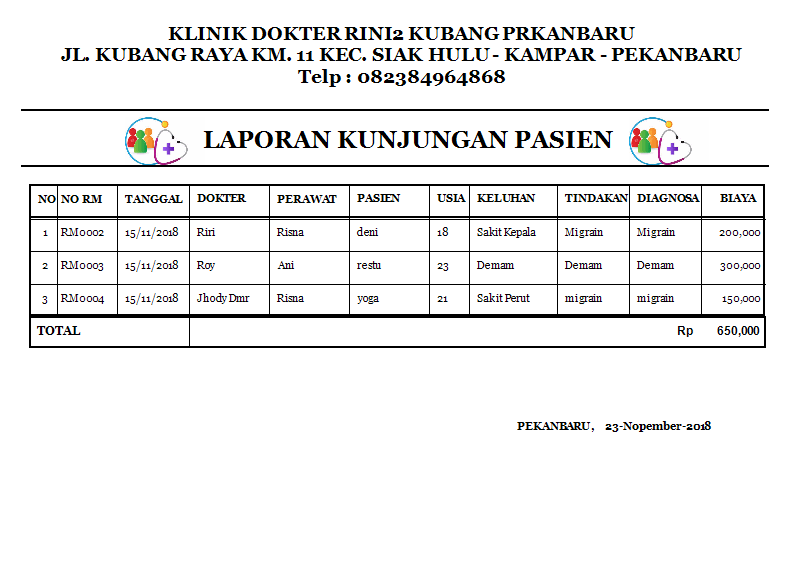 KLINIK DOKTER RINI2 KUBANG PRKANBARU
JL. KUBANG RAYA KM. 11 KEC. SIAK HULU - KAMPAR - PEKANBARU
Telp : 082384964868
LAPORAN KUNJUNGAN PASIEN
NO NO RM TANGGAL DOKTER PERAWAT PASIEN USIA KELUHAN TINDAKAN DIAGNOSA BIAYA
1 RM0002 15/11/2018 Riri Risna deni 18 Sakit Kepala Migrain Migrain 200,000
2 RM0003 15/11/2018 Roy Ani restu 23 Demam Demam Demam 300,000
3 RM0004 15/11/2018 Jhody Dmr Risna yoga 21 Sakit Perut migrain migrain 150,000
TOTAL Rp 650,000
PEKANBARU, 23-Nopember-2018